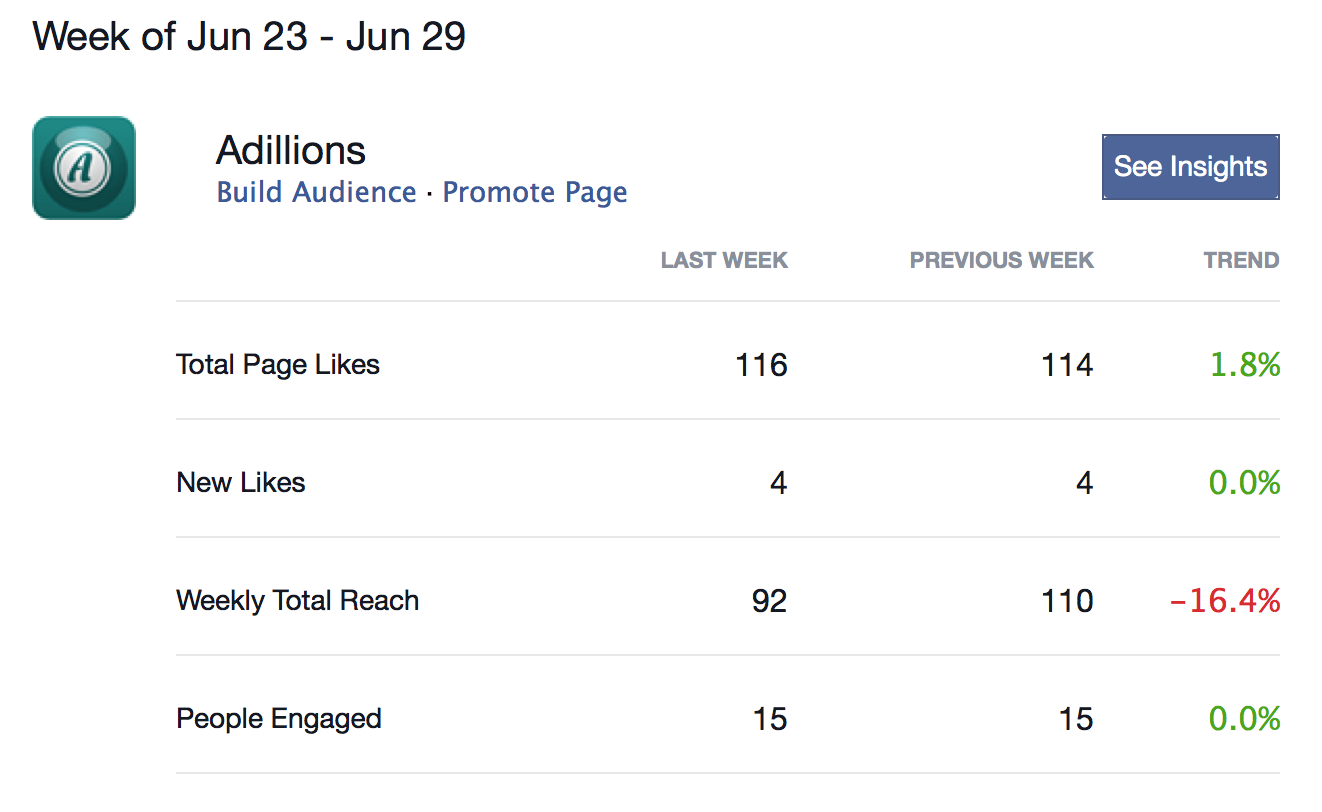 Week of Jun 23 - Jun 29
A
Adillions
Build Audience · Promote Page
See Insights
LAST WEEK PREVIOUS WEEK TREND
Total Page Likes 116 114 1.8%
New Likes 4 4 0.0%
Weekly Total Reach 92 110 −16.4%
People Engaged 15 15 0.0%